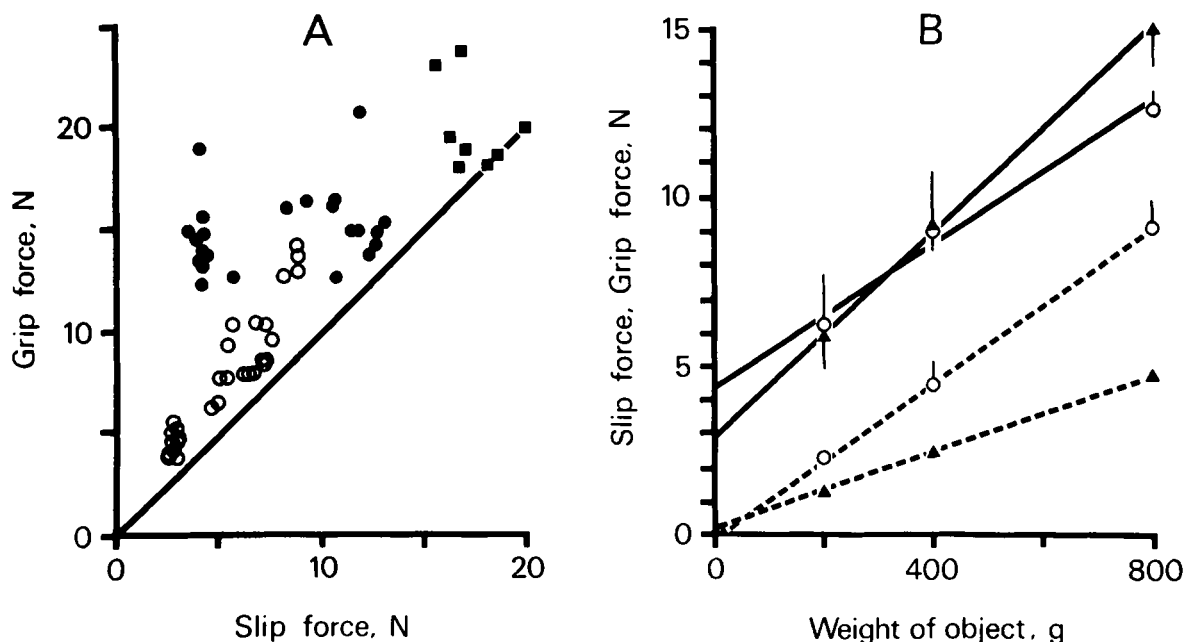 A
Grip force, N
20
10
0
0
10
20
Slip force, N
B
Slip force, Grip force, N
15
10
5
0
0
400
800
Weight of object, g